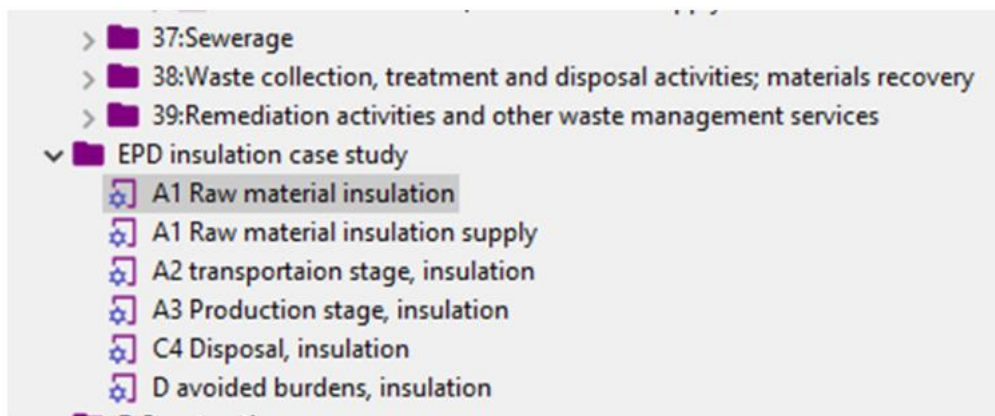 37:Sewerage
38:Waste collection, treatment and disposal activities; materials recovery
39:Remediation activities and other waste management services
EPD insulation case study
A1 Raw material insulation
A1 Raw material insulation supply
A2 transportaion stage, insulation
A3 Production stage, insulation
C4 Disposal, insulation
D avoided burdens, insulation